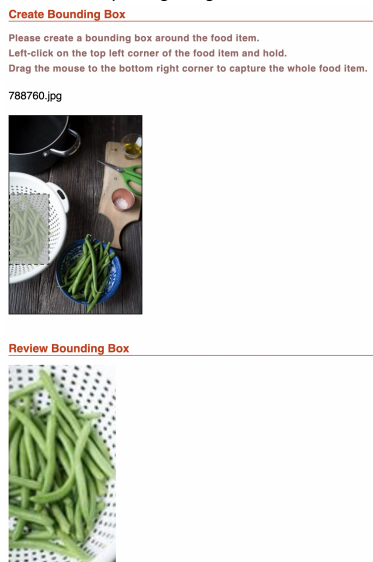 Create Bounding Box
Please create a bounding box around the food item.
Left-click on the top left corner of the food item and hold.
Drag the mouse to the bottom right corner to capture the whole food item.
788760.jpg
Review Bounding Box